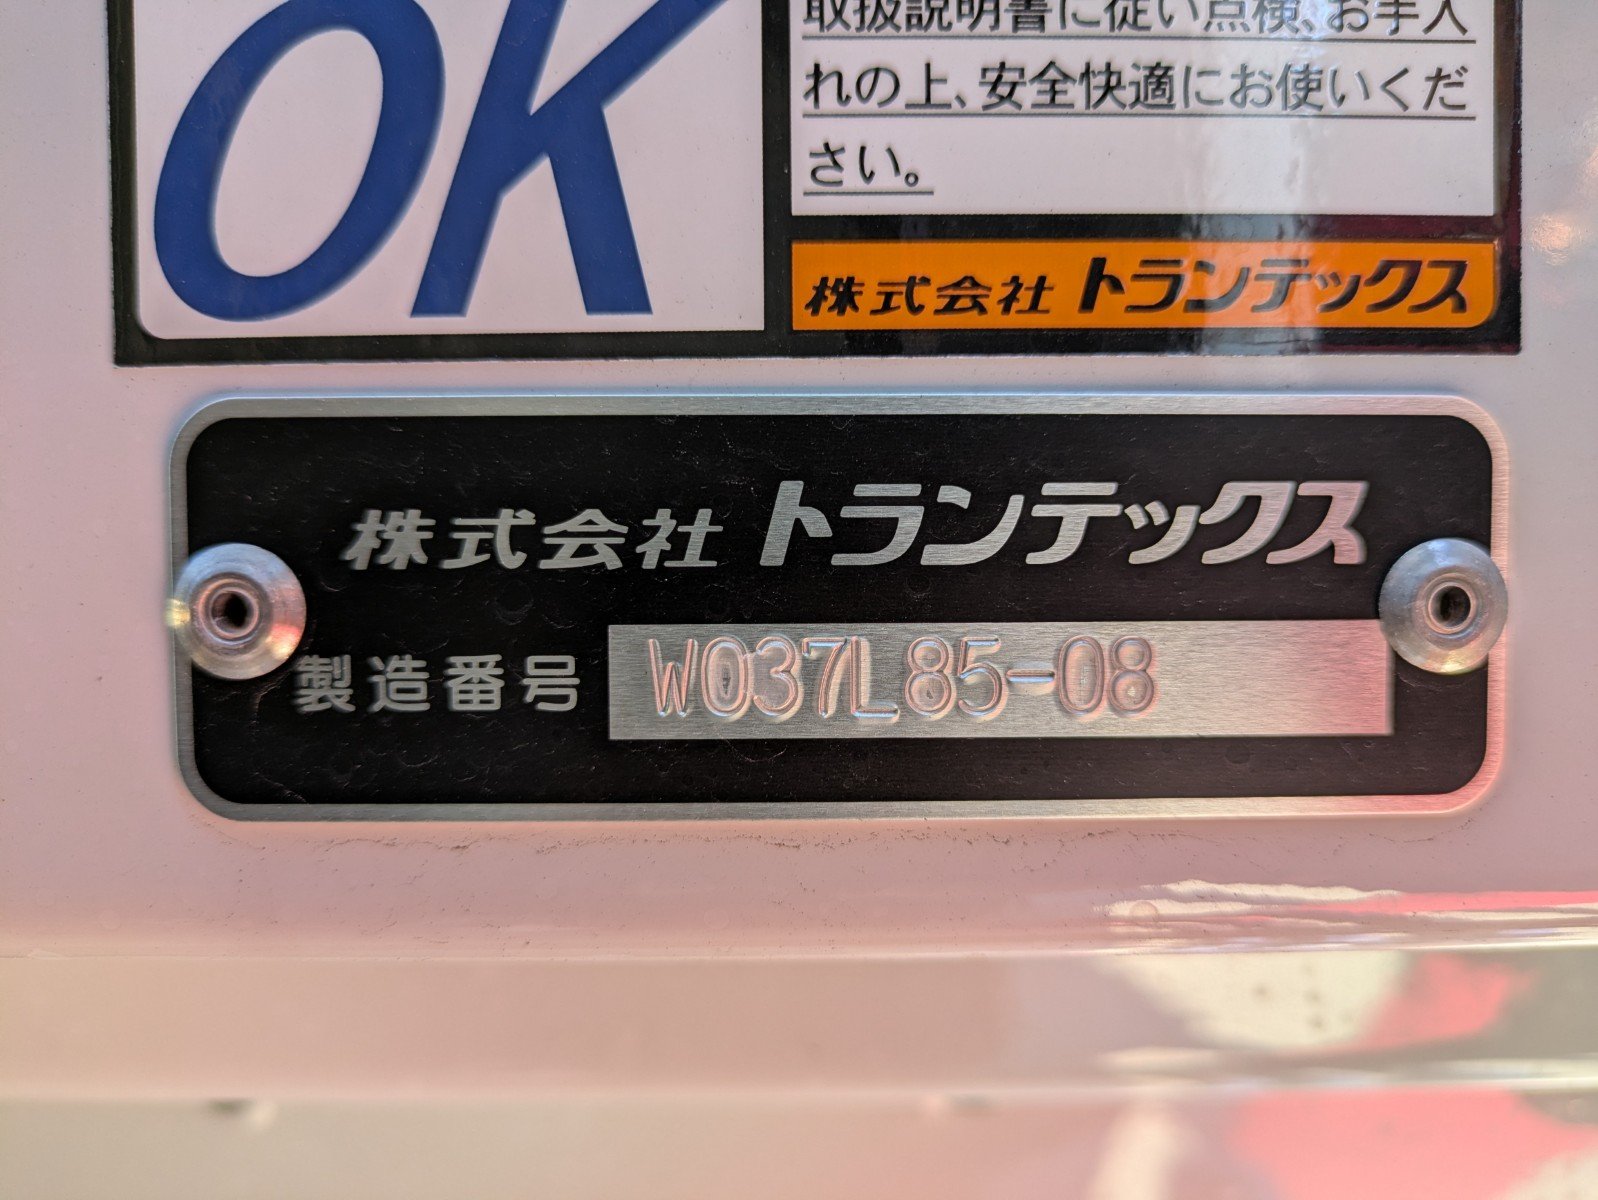 OK
取扱説明書に従い点検、お手入
れの上、安全快適にお使いくだ
さい。
株式会社 トランテックス
株式会社 トランテックス
製造番号 W037L85-08